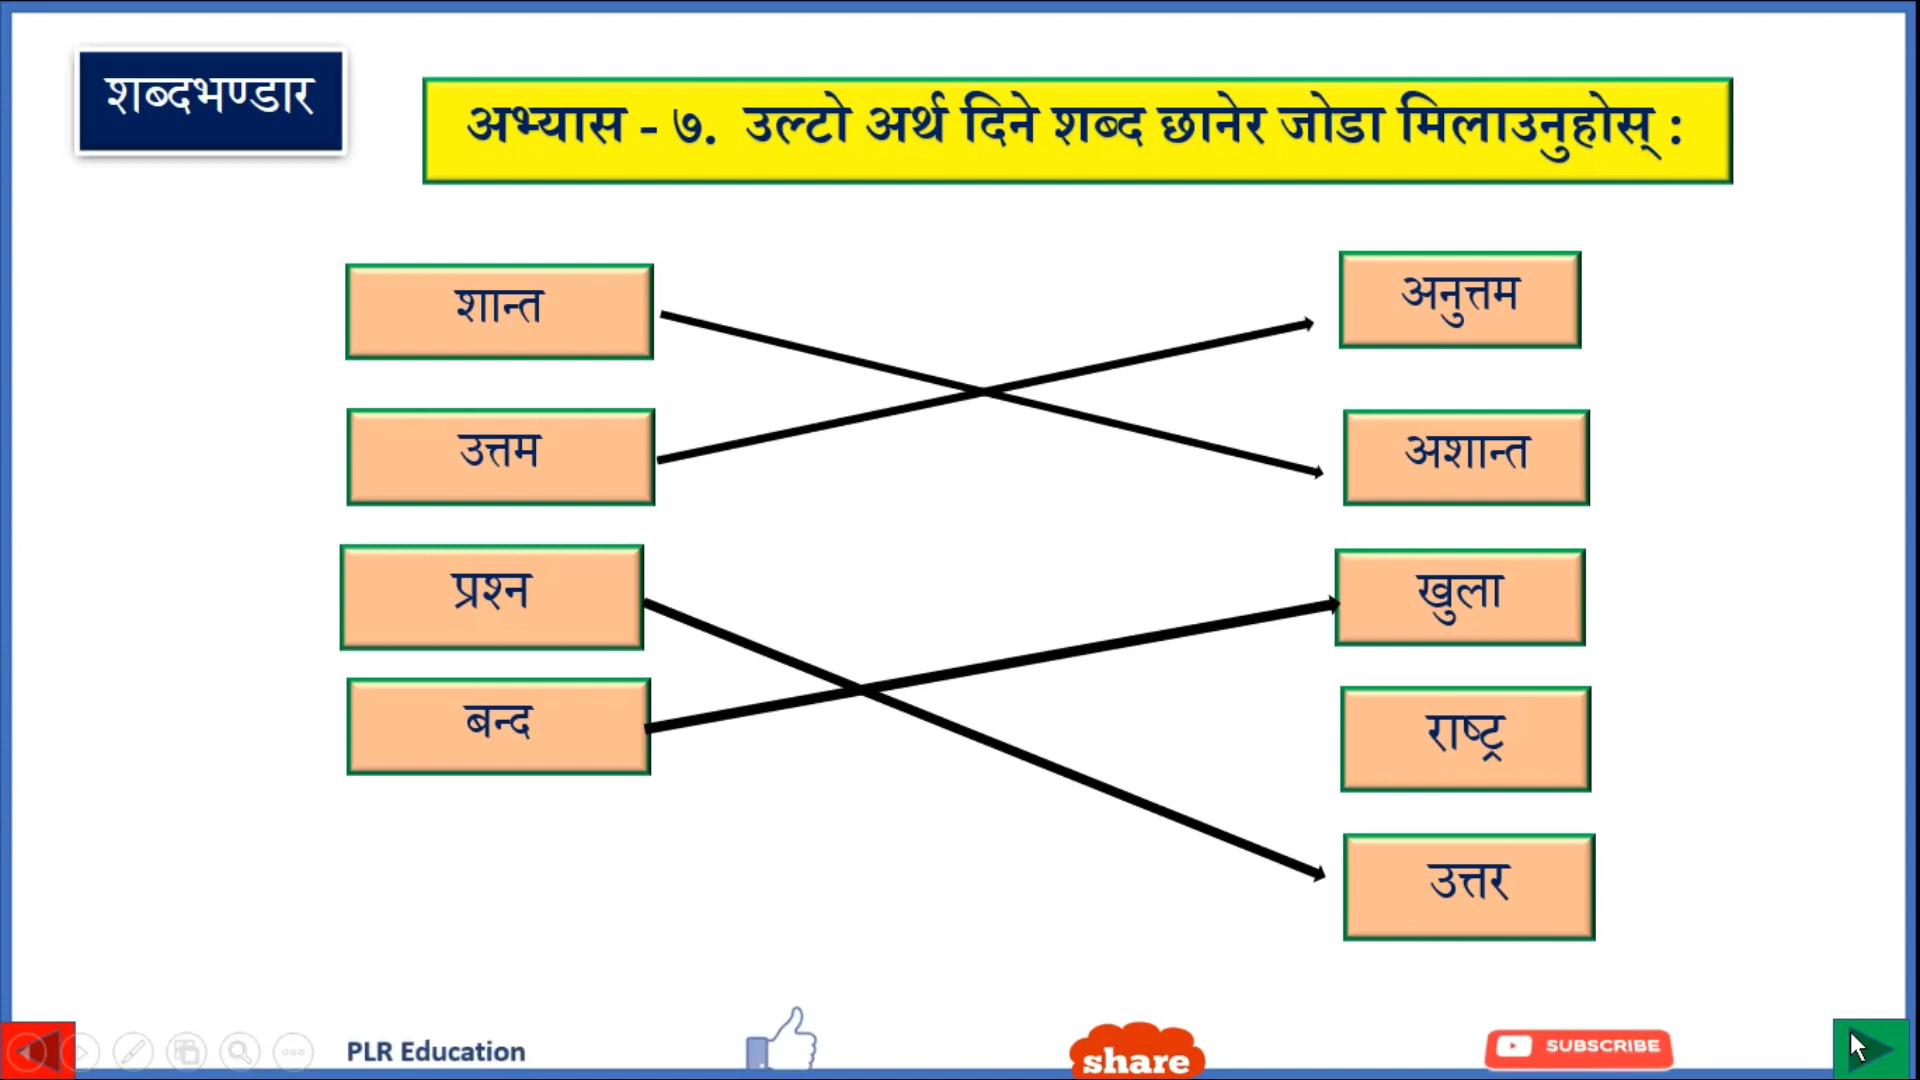 शब्दभण्डार
अभ्यास - ७. उल्टो अर्थ दिने शब्द छानेर जोडा मिलाउनुहोस् :
शान्त
अनुत्तम
उत्तम
अशान्त
प्रश्न
खुला
बन्द
राष्ट्र
उत्तर
PLR Education
share
SUBSCRIBE